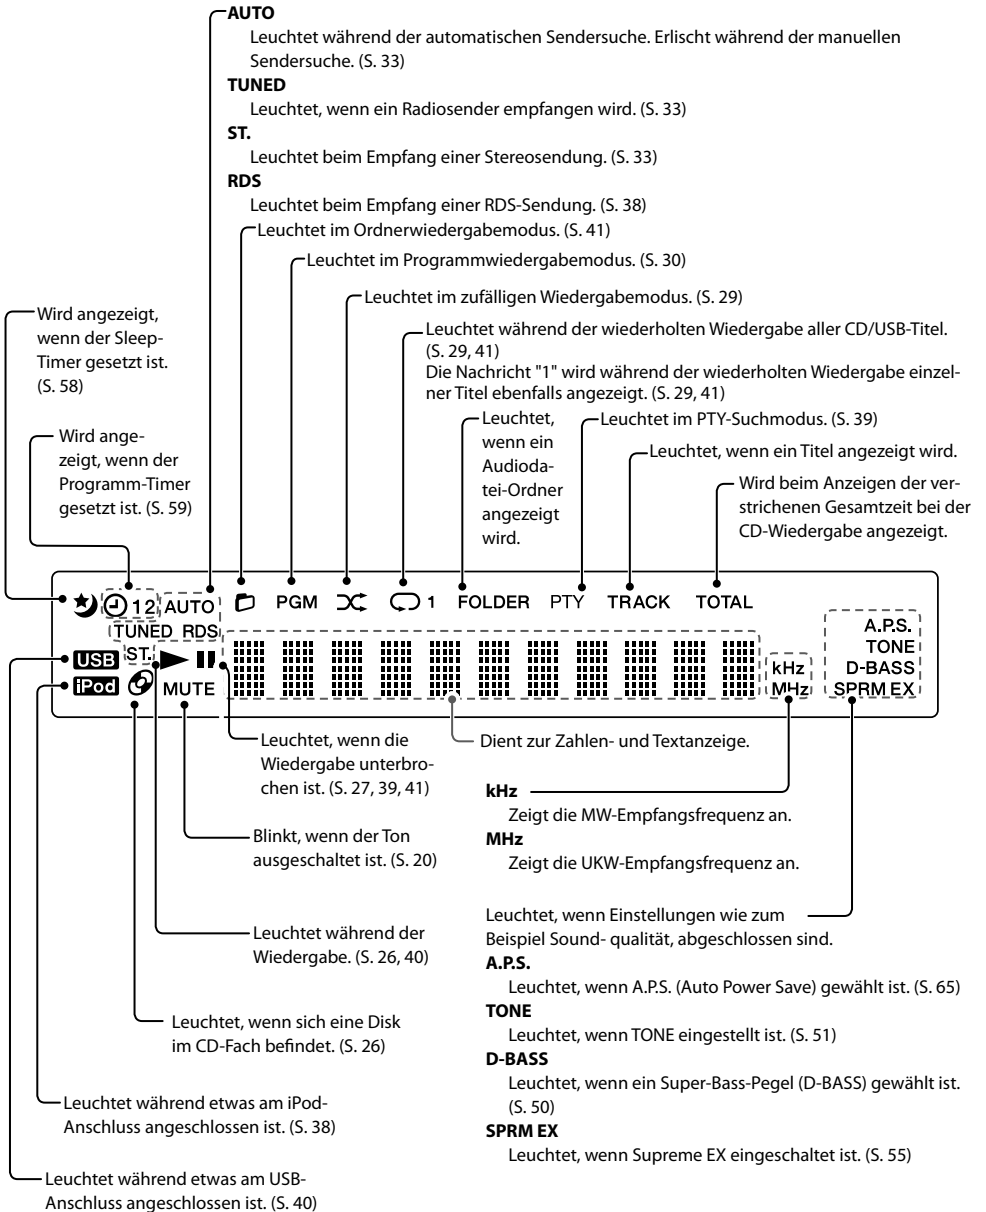 AUTO
Leuchtet während der automatischen Sendersuche. Erlischt während der manuellen
Sendersuche. (S. 33)
TUNED
Leuchtet, wenn ein Radiosender empfangen wird. (S. 33)
ST.
Leuchtet beim Empfang einer Stereosendung. (S. 33)
RDS
Leuchtet beim Empfang einer RDS-Sendung. (S. 38)
Leuchtet im Ordnerwiedergabemodus. (S. 41)
Leuchtet im Programmwiedergabemodus. (S. 30)
Leuchtet im zufälligen Wiedergabemodus. (S. 29)
Leuchtet während der wiederholten Wiedergabe aller CD/USB-Titel.
(S. 29, 41)
Die Nachricht "1" wird während der wiederholten Wiedergabe einzel-
ner Titel ebenfalls angezeigt. (S. 29, 41)
Wird angezeigt,
wenn der Sleep-
Timer gesetzt ist.
(S. 58)
Wird ange-
zeigt, wenn der
Programm-Timer
gesetzt ist. (S. 59)
Leuchtet,
wenn ein
Audioda-
tei-Ordner
angezeigt
wird.
Leuchtet im PTY-Suchmodus. (S. 39)
Leuchtet, wenn ein Titel angezeigt wird.
Wird beim Anzeigen der ver-
strichenen Gesamtzeit bei der
CD-Wiedergabe angezeigt.
12 AUTO PGM 1 FOLDER PTY TRACK TOTAL
TUNED RDS
USB ST.
iPod MUTE
kHz
MHz
A.P.S.
TONE
D-BASS
SPRM EX
Leuchtet, wenn die
Wiedergabe unterbro-
chen ist. (S. 27, 39, 41)
Dient zur Zahlen- und Textanzeige.
Blinkt, wenn der Ton
ausgeschaltet ist. (S. 20)
Leuchtet während der
Wiedergabe. (S. 26, 40)
Leuchtet, wenn sich eine Disk
im CD-Fach befindet. (S. 26)
Leuchtet während etwas am iPod-
Anschluss angeschlossen ist. (S. 38)
Leuchtet während etwas am USB-
Anschluss angeschlossen ist. (S. 40)
kHz
Zeigt die MW-Empfangsfrequenz an.
MHz
Zeigt die UKW-Empfangsfrequenz an.
Leuchtet, wenn Einstellungen wie zum
Beispiel Sound- qualität, abgeschlossen sind.
A.P.S.
Leuchtet, wenn A.P.S. (Auto Power Save) gewählt ist. (S. 65)
TONE
Leuchtet, wenn TONE eingestellt ist. (S. 51)
D-BASS
Leuchtet, wenn ein Super-Bass-Pegel (D-BASS) gewählt ist.
(S. 50)
SPRM EX
Leuchtet, wenn Supreme EX eingeschaltet ist. (S. 55)